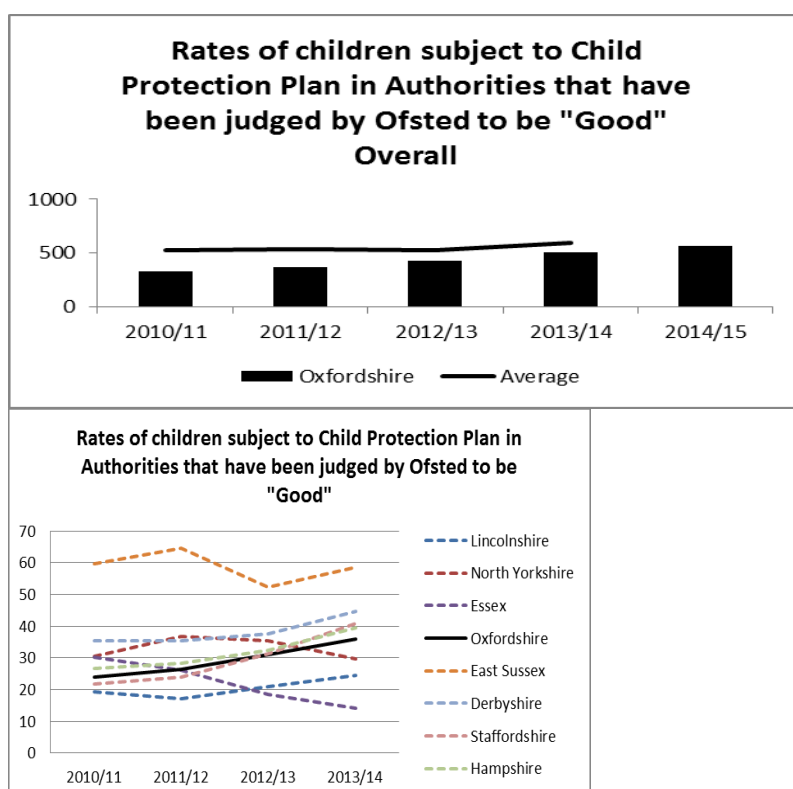 Rates of children subject to Child
Protection Plan in Authorities that have
been judged by Ofsted to be "Good"
Overall
1000
500
0
2010/11 2011/12 2012/13 2013/14 2014/15
Oxfordshire Average
Rates of children subject to Child Protection Plan in
Authorities that have been judged by Ofsted to be
"Good"
70
60
50
40
30
20
10
0
2010/11 2011/12 2012/13 2013/14
Lincolnshire
North Yorkshire
Essex
Oxfordshire
East Sussex
Derbyshire
Staffordshire
Hampshire